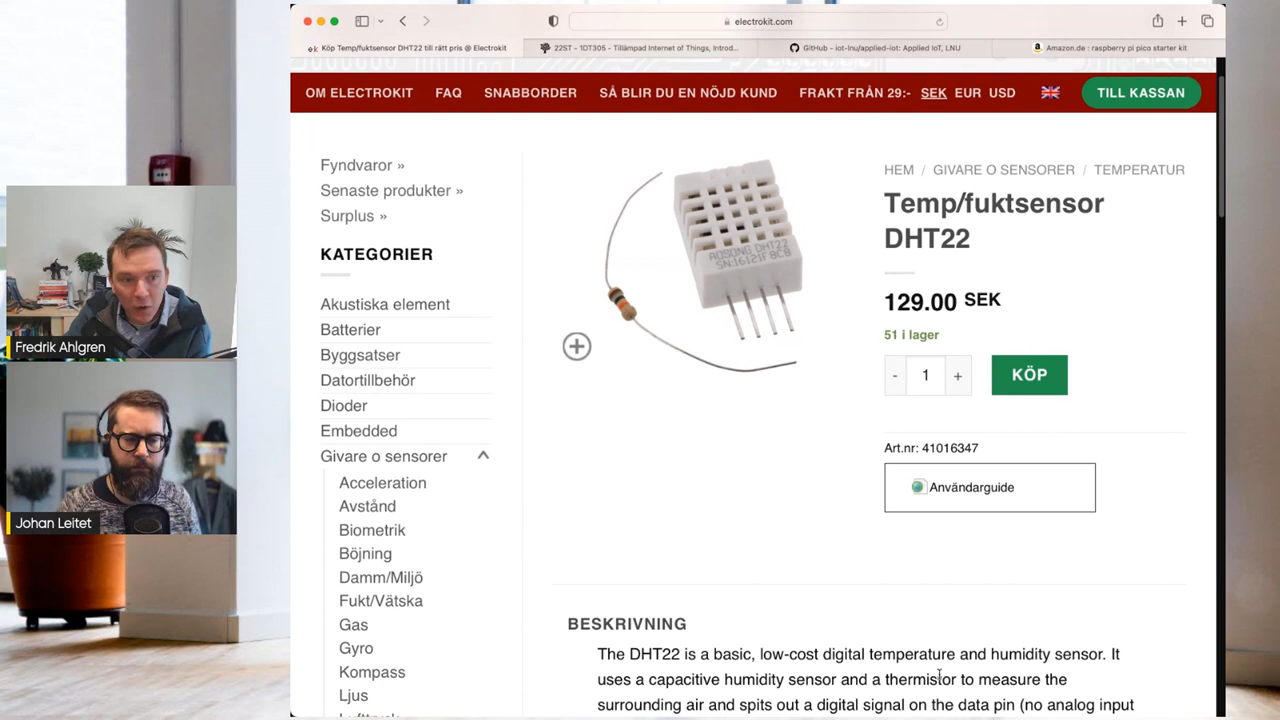 electrokit.com
Köp Temp/fuktsensor DHT22 till rätt pris @ Electrokit
22ST - 1DT305 - Tillämpad Internet of Things, Introd...
GitHub - iot-lnu/applied-iot: Applied IoT, LNU
Amazon.de : raspberry pi pico starter kit
OM ELECTROKIT
FAQ
SNABBORDER
SÅ BLIR DU EN NÖJD KUND
FRAKT FRÅN 29:-
SEK EUR USD
TILL KASSAN
Fyndvaror »
Senaste produkter »
Surplus »
KATEGORIER
Akustiska element
Batterier
Byggsatser
Datortillbehör
Dioder
Embedded
Givare o sensorer
Acceleration
Avstånd
Biometrik
Böjning
Damm/Miljö
Fukt/Vätska
Gas
Gyro
Kompass
Ljus
AOSONG DHT22
HEM / GIVARE O SENSORER / TEMPERATUR
Temp/fuktsensor
DHT22
129.00 SEK
51 i lager
- 1 +
KÖP
Art.nr: 41016347
Användarguide
BESKRIVNING
The DHT22 is a basic, low-cost digital temperature and humidity sensor. It
uses a capacitive humidity sensor and a thermistor to measure the
surrounding air and spits out a digital signal on the data pin (no analog input
Fredrik Ahlgren
Johan Leitet